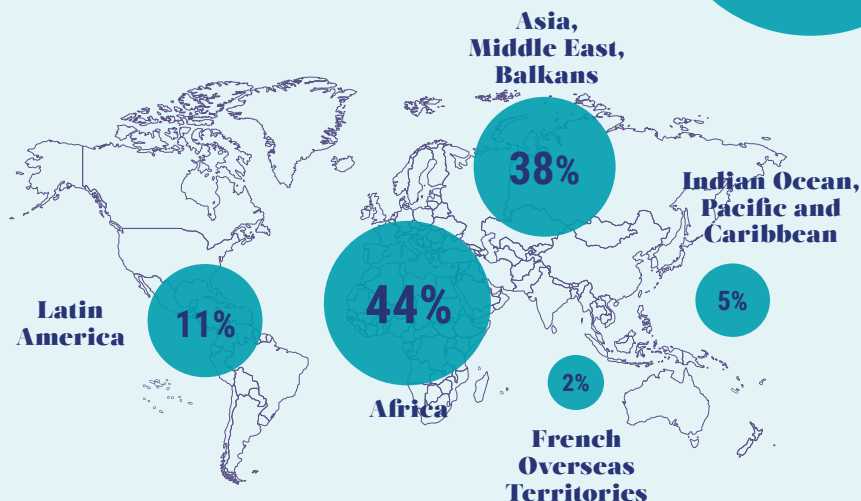 Asia,
Middle East,
Balkans
38%
Indian Ocean,
Pacific and
Caribbean
5%
Latin
America
11%
44%
Africa
2%
French
Overseas
Territories